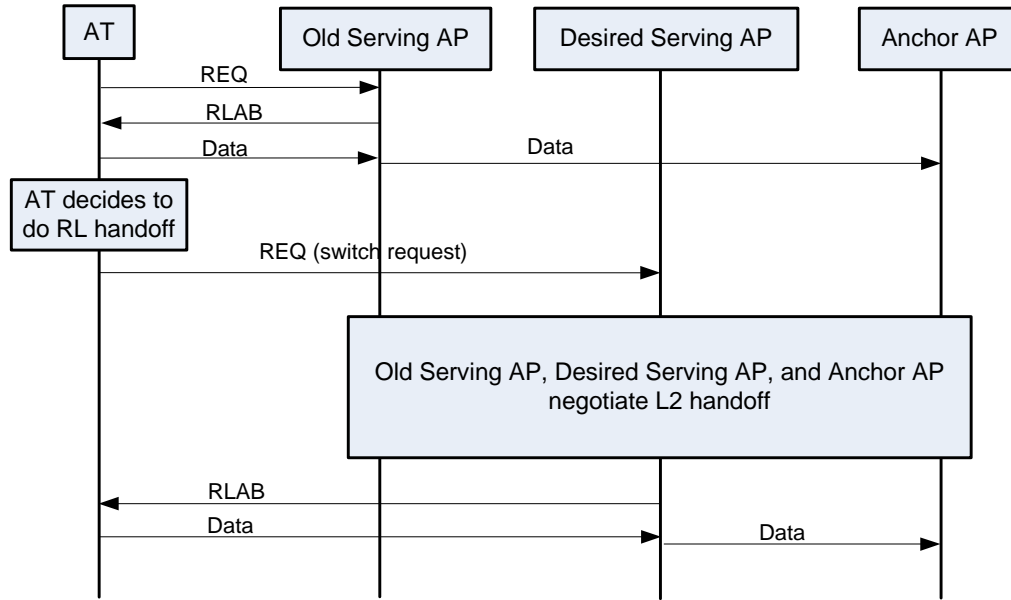 AT
Old Serving AP
Desired Serving AP
Anchor AP
REQ
RLAB
Data
Data
AT decides to
do RL handoff
REQ (switch request)
Old Serving AP, Desired Serving AP, and Anchor AP
negotiate L2 handoff
RLAB
Data
Data